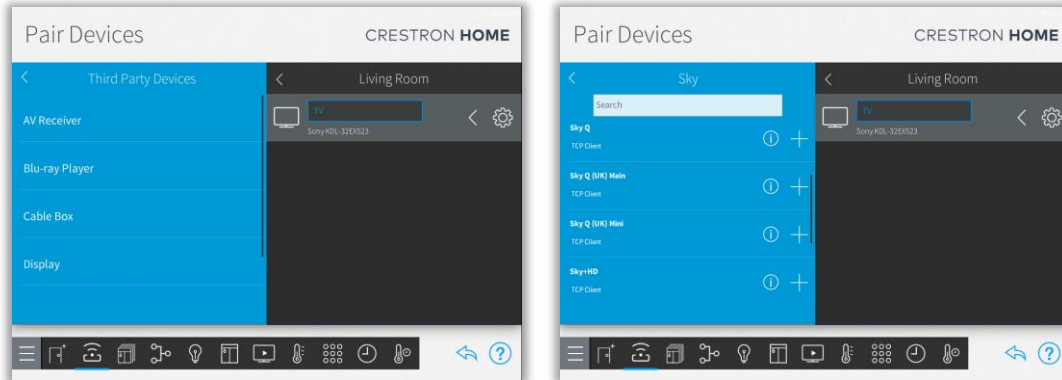 Pair Devices
CRESTRON HOME
Third Party Devices
Living Room
AV Receiver
Blu-ray Player
Cable Box
Display
TV
Sony KDL-32EX523
Pair Devices
CRESTRON HOME
Sky
Living Room
Search
Sky Q
TCP Client
Sky Q (UK) Main
TCP Client
Sky Q (UK) Mini
TCP Client
Sky+HD
TCP Client
TV
Sony KDL-32EX523